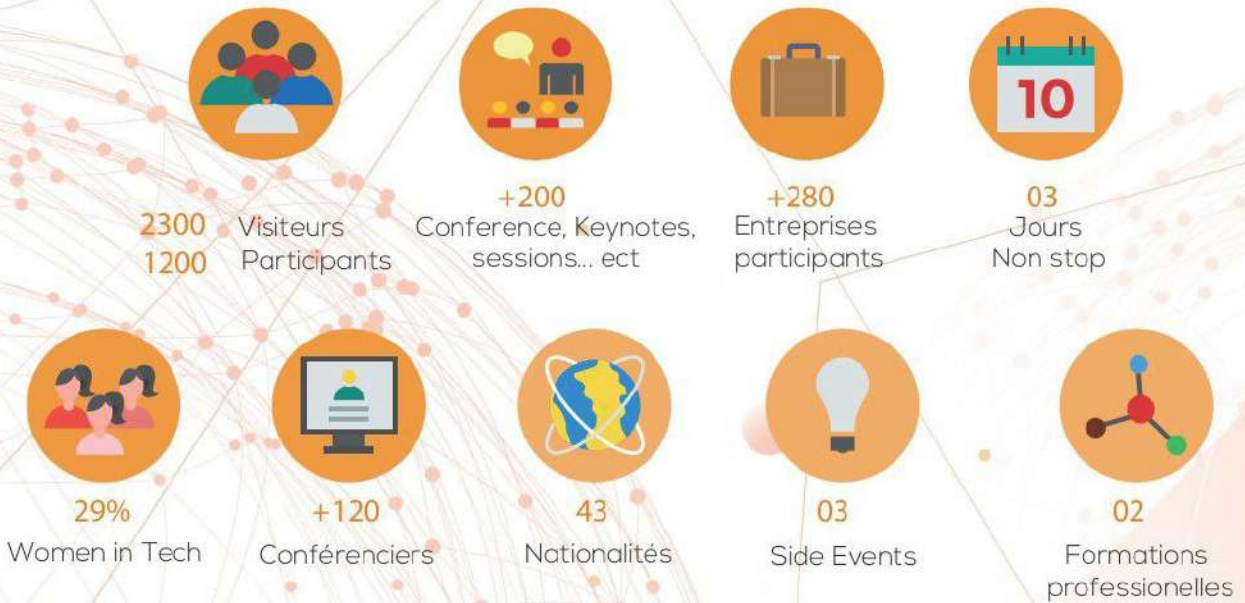 10
2300 Visiteurs
1200 Participants
+200
Conference, Keynotes,
sessions... ect
+280
Entreprises
participants
03
Jours
Non stop
29%
Women in Tech
+120
Conférenciers
43
Nationalités
03
Side Events
02
Formations
professionelles